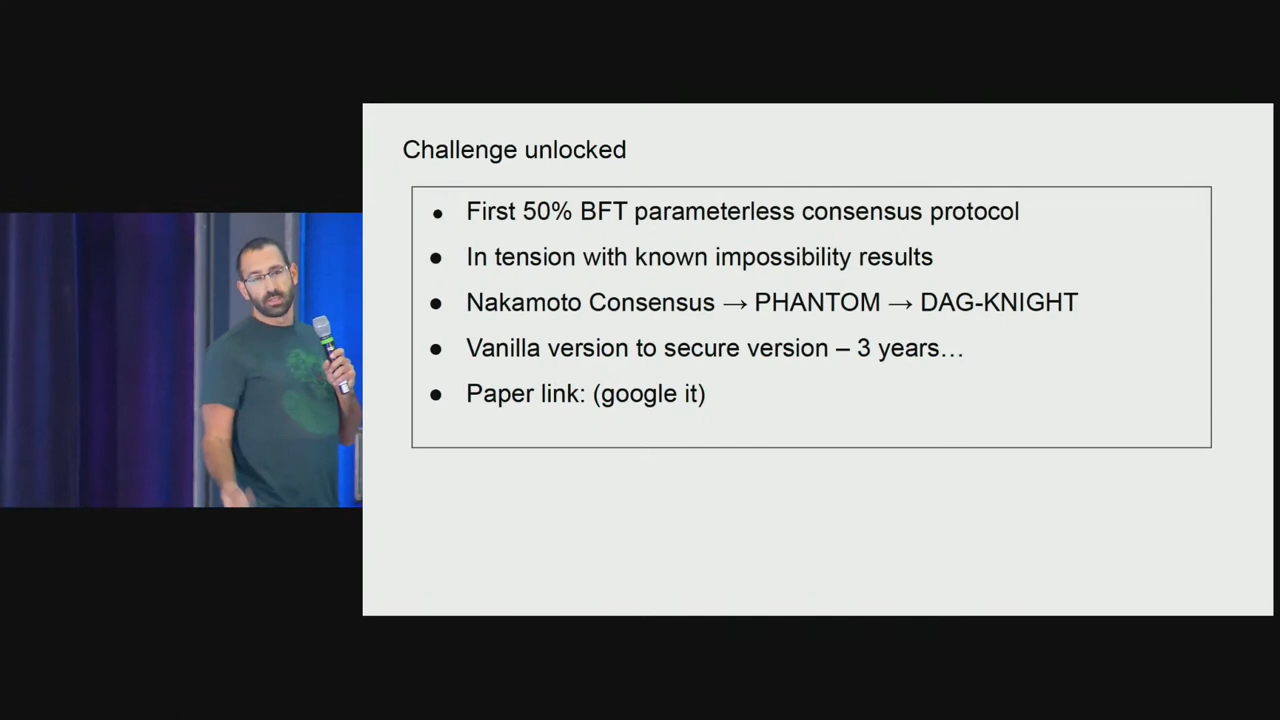 Challenge unlocked
● First 50% BFT parameterless consensus protocol
● In tension with known impossibility results
● Nakamoto Consensus → PHANTOM → DAG-KNIGHT
● Vanilla version to secure version – 3 years…
● Paper link: (google it)